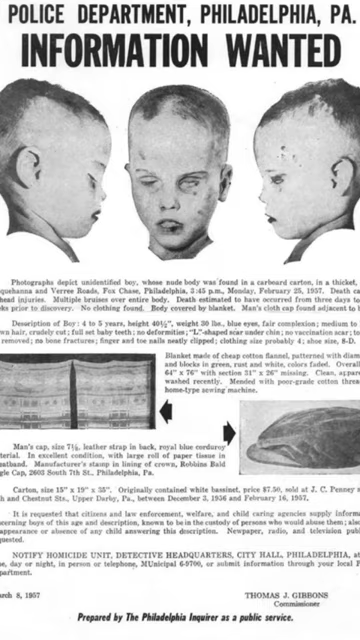 POLICE DEPARTMENT, PHILADELPHIA, PA.
INFORMATION WANTED
Photographs depict unidentified boy, whose nude body was found in a carboard carton, in a thicket,
quehanna and Verree Roads, Fox Chase, Philadelphia, 3:45 p.m., Monday, February 25, 1957. Death ca
head injuries. Multiple bruises over entire body. Death estimated to have occurred from three days to
ks prior to discovery. No clothing found. Body covered by blanket. Man's cloth cap found adjacent to
Description of Boy: 4 to 5 years, height 40½", weight 30 lbs., blue eyes, fair complexion; medium to
wn hair, crudely cut; full set baby teeth; no deformities; "L"-shaped scar under chin; no vaccination scar; to
removed; no bone fractures; finger and toe nails neatly clipped; clothing size probably 4; shoe size, 8-D.
Blanket made of cheap cotton flannel, patterned with diam
and blocks in green, rust and white, colors faded. Overall
64" x 76" with section 31" x 26" missing. Clean, appare
washed recently. Mended with poor-grade cotton threa
home-type sewing machine.
Man's cap, size 7⅛, leather strap in back, royal blue corduroy
terial. In excellent condition, with large roll of paper tissue in
eatband. Manufacturer's stamp in lining of crown, Robbins Bald
gle Cap, 2603 South 7th St., Philadelphia, Pa.
Carton, size 15" x 19" x 35". Originally contained white bassinet, price $7.50, sold at J. C. Penney s
h and Chestnut Sts., Upper Darby, Pa., between December 3, 1956 and February 16, 1957.
It is requested that citizens and law enforcement, welfare, and child caring agencies supply informa
cerning boys of this age and description, known to be in the custody of persons who would abuse them; also
appearance or absence of any child answering this description. Newspaper, radio, and television publ
quested.
NOTIFY HOMICIDE UNIT, DETECTIVE HEADQUARTERS, CITY HALL, PHILADELPHIA, at
e, day or night, in person or telephone, MUnicipal 6-9700, or submit information through your local P
partment.
rch 8, 1957
THOMAS J. GIBBONS
Commissioner
Prepared by The Philadelphia Inquirer as a public service.